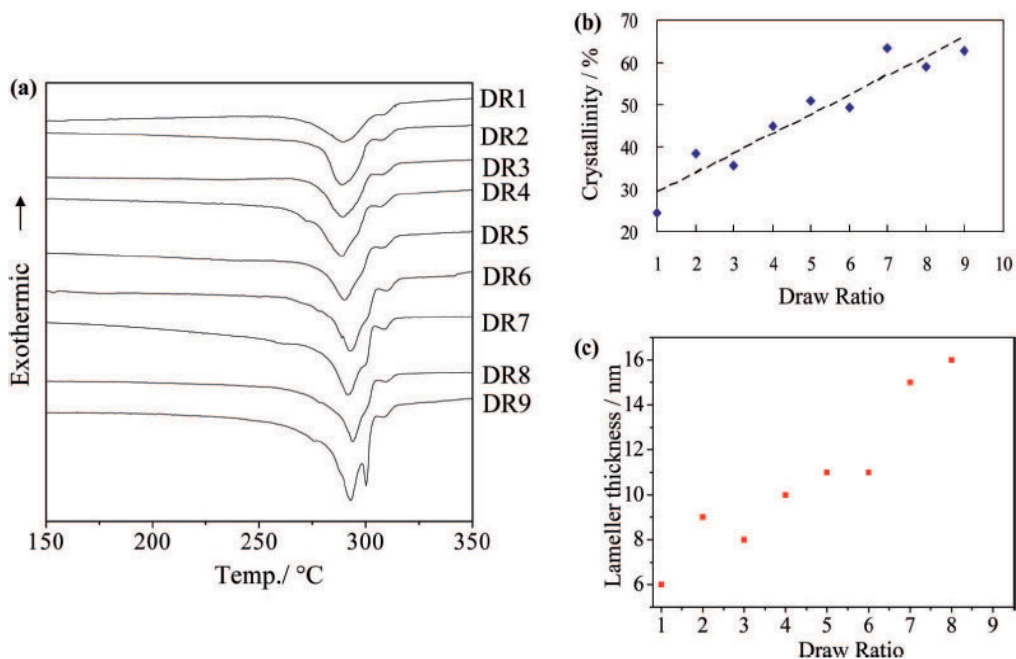 (a)
DR1
DR2
DR3
DR4
DR5
DR6
DR7
DR8
DR9
Exothermic
150 200 250 300 350
Temp./ °C
(b)
70
60
50
40
30
20
Crystallinity / %
1 2 3 4 5 6 7 8 9 10
Draw Ratio
(c)
16
14
12
10
8
6
Lameller thickness / nm
1 2 3 4 5 6 7 8 9
Draw Ratio